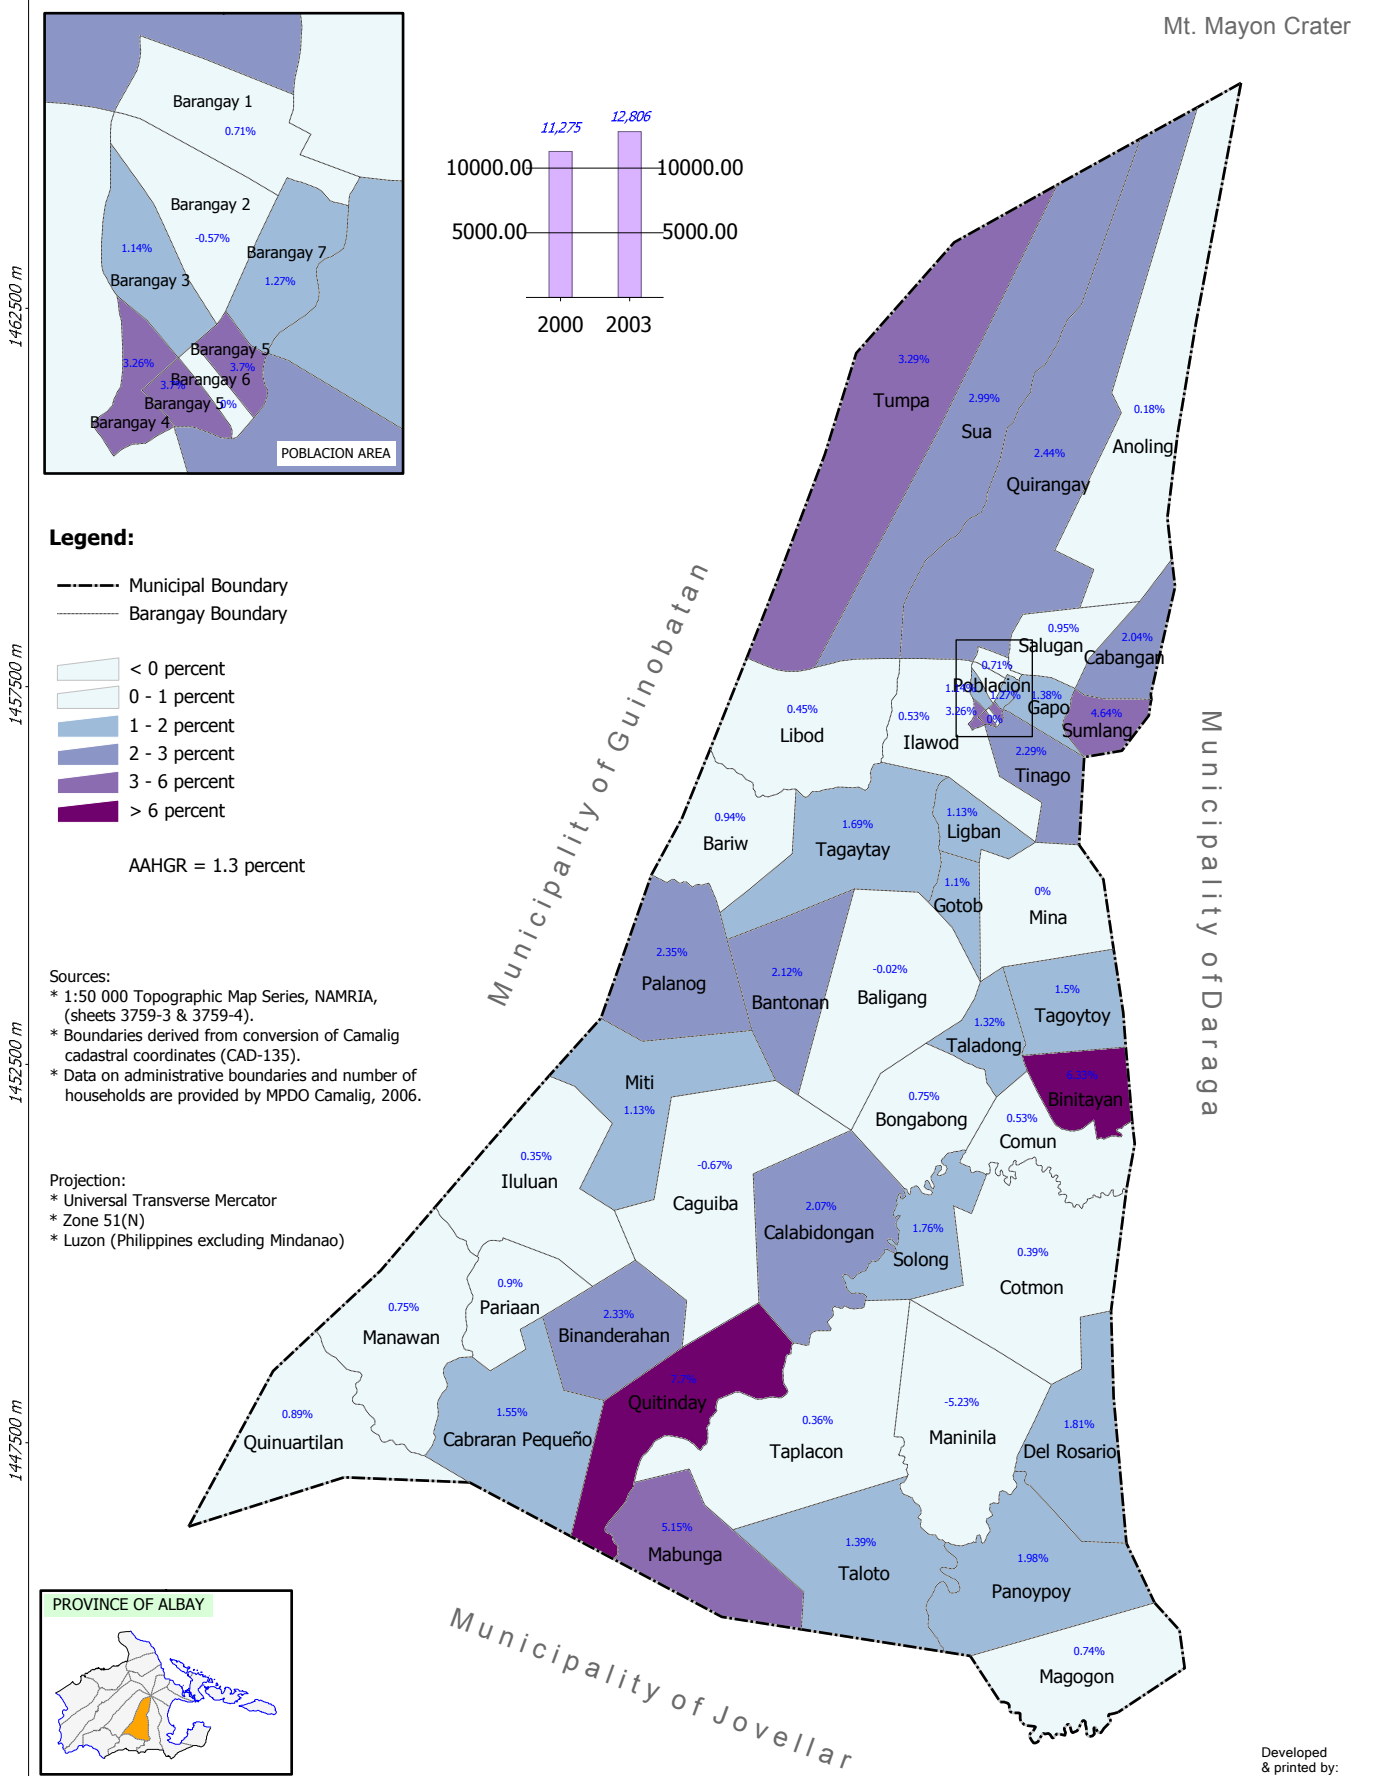 Mt. Mayon Crater
Barangay 1
0.71%
Barangay 2
-0.57%
1.14%
Barangay 3
Barangay 7
1.27%
Barangay 5
3.26%
3.7%
Barangay 6
3.7%
Barangay 5
0%
Barangay 4
POBLACION AREA
11,275
12,806
10000.00
10000.00
5000.00
5000.00
2000
2003
1462500 m
1457500 m
1452500 m
1447500 m
Legend:
Municipal Boundary
Barangay Boundary
< 0 percent
0 - 1 percent
1 - 2 percent
2 - 3 percent
3 - 6 percent
> 6 percent
AAHGR = 1.3 percent
Sources:
* 1:50 000 Topographic Map Series, NAMRIA,
(sheets 3759-3 & 3759-4).
* Boundaries derived from conversion of Camalig
cadastral coordinates (CAD-135).
* Data on administrative boundaries and number of
households are provided by MPDO Camalig, 2006.
Projection:
* Universal Transverse Mercator
* Zone 51(N)
* Luzon (Philippines excluding Mindanao)
PROVINCE OF ALBAY
Municipality of Guinobatan
Municipality of Daraga
Municipality of Jovellar
3.29%
Tumpa
2.99%
Sua
2.44%
Quirangay
0.18%
Anoling
0.95%
Salugan
2.04%
Cabangan
0.71%
Poblacion
1.14%
1.27%
3.26%
0%
1.38%
Gapo
4.64%
Sumlang
0.45%
Libod
0.53%
Ilawod
2.29%
Tinago
0.94%
Bariw
1.69%
Tagaytay
1.13%
Ligban
1.1%
Gotob
0%
Mina
2.35%
Palanog
2.12%
Bantonan
-0.02%
Baligang
1.32%
Taladong
1.5%
Tagoytoy
6.33%
Binitayan
Miti
1.13%
0.75%
Bongabong
0.53%
Comun
0.35%
Iluluan
-0.67%
Caguiba
2.07%
Calabidongan
1.76%
Solong
0.39%
Cotmon
0.9%
Pariaan
0.75%
Manawan
2.33%
Binanderahan
7.7%
Quitinday
0.89%
Quinuartilan
1.55%
Cabraran Pequeño
0.36%
Taplacon
-5.23%
Maninila
1.81%
Del Rosario
5.15%
Mabunga
1.39%
Taloto
1.98%
Panoypoy
0.74%
Magogon
Developed
& printed by: